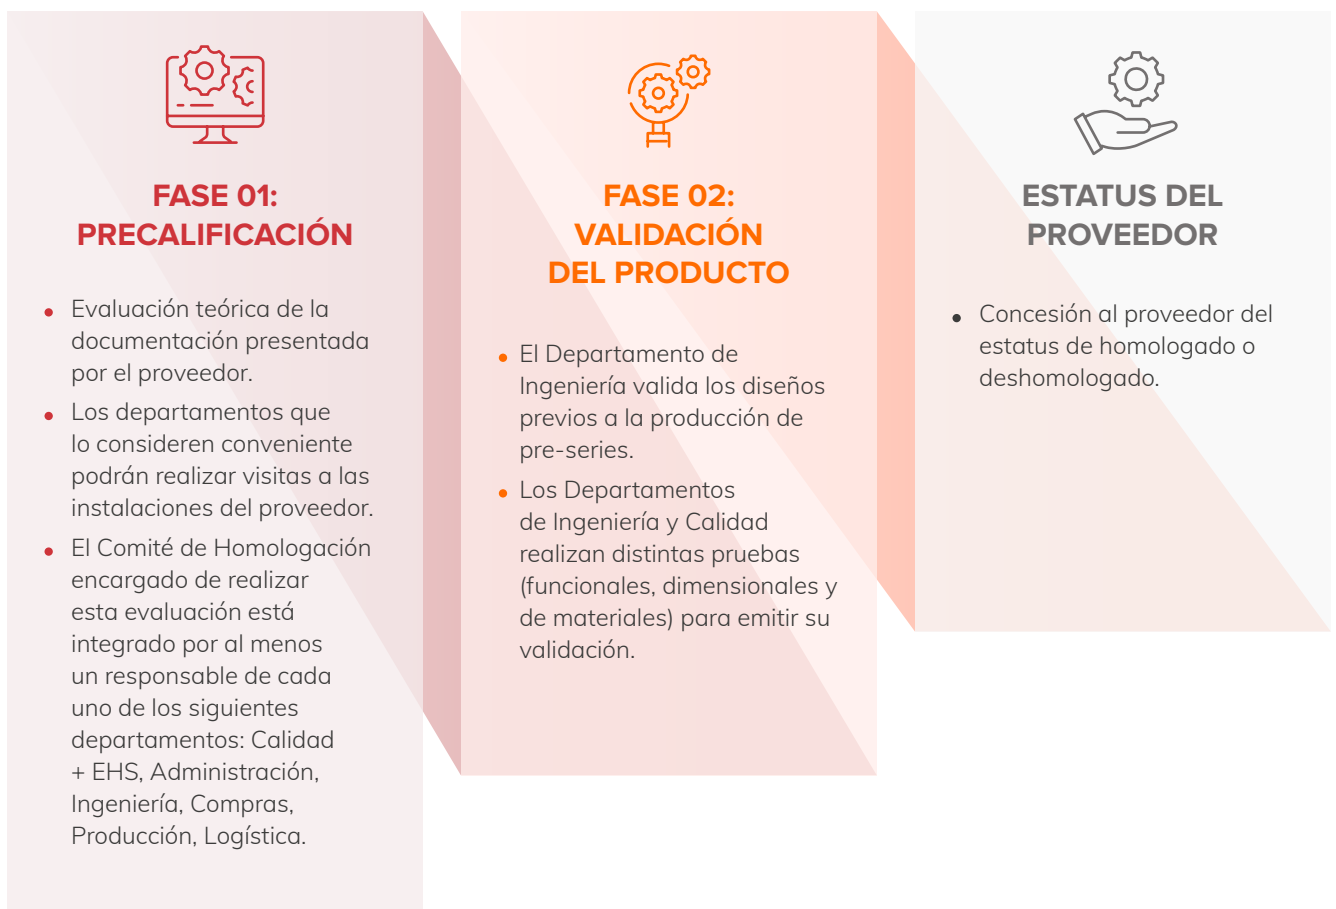 FASE 01:
PRECALIFICACIÓN
• Evaluación teórica de la
documentación presentada
por el proveedor.
• Los departamentos que
lo consideren conveniente
podrán realizar visitas a las
instalaciones del proveedor.
• El Comité de Homologación
encargado de realizar
esta evaluación está
integrado por al menos
un responsable de cada
uno de los siguientes
departamentos: Calidad
+ EHS, Administración,
Ingeniería, Compras,
Producción, Logística.
FASE 02:
VALIDACIÓN
DEL PRODUCTO
• El Departamento de
Ingeniería valida los diseños
previos a la producción de
pre-series.
• Los Departamentos
de Ingeniería y Calidad
realizan distintas pruebas
(funcionales, dimensionales y
de materiales) para emitir su
validación.
ESTATUS DEL
PROVEEDOR
• Concesión al proveedor del
estatus de homologado o
deshomologado.